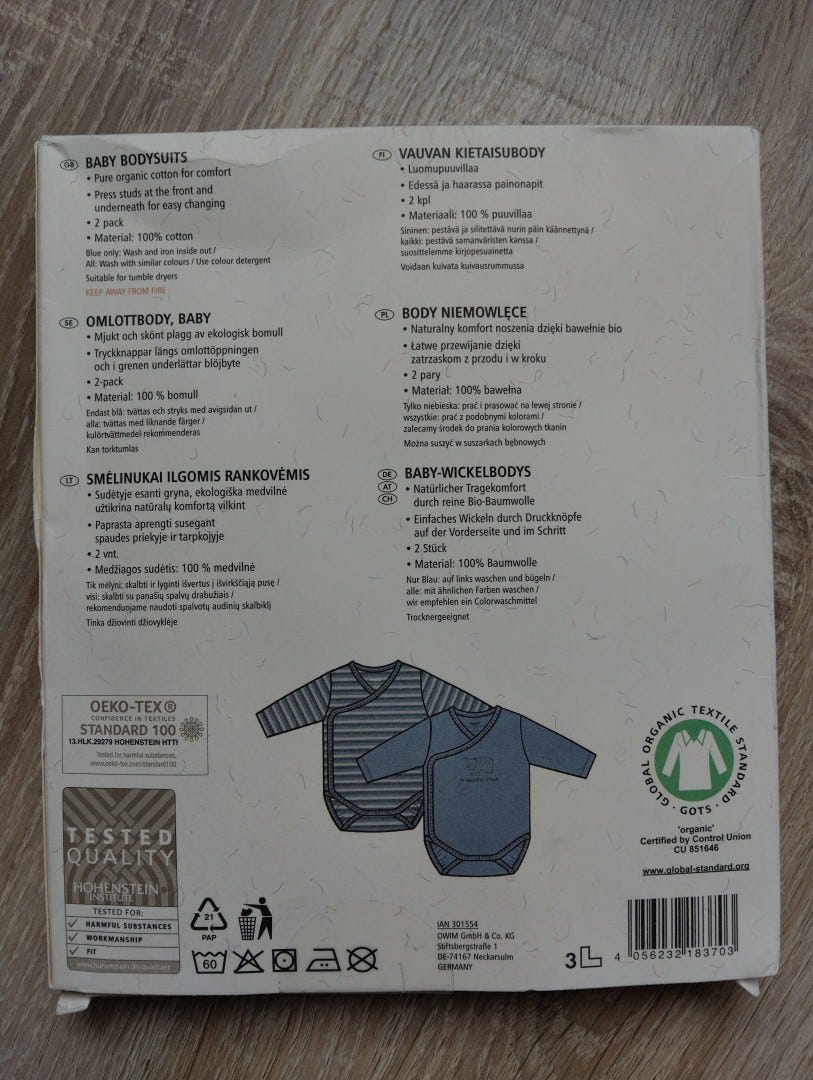 GB BABY BODYSUITS
• Pure organic cotton for comfort
• Press studs at the front and
underneath for easy changing
• 2 pack
• Material: 100% cotton
Blue only: Wash and iron inside out /
All: Wash with similar colours / Use colour detergent
Suitable for tumble dryers
KEEP AWAY FROM FIRE
SE OMLOTTBODY, BABY
• Mjukt och skönt plagg av ekologisk bomull
• Tryckknappar längs omlottöppningen
och i grenen underlättar blöjbyte
• 2-pack
• Material: 100 % bomull
Endast blå: tvättas och stryks med avigsidan ut /
alla: tvättas med liknande färger /
kulörtvättmedel rekommenderas
Kan torktumlas
LT SMĖLINUKAI ILGOMIS RANKOVĖMIS
• Sudėtyje esanti gryna, ekologiška medvilnė
užtikrina natūralų komfortą vilkint
• Paprasta aprengti susegant
spaudes priekyje ir tarpkojyje
• 2 vnt.
• Medžiagos sudėtis: 100 % medvilnė
Tik mėlyni: skalbti ir lyginti išvertus į išvirkščiąją pusę /
visi: skalbti su panašių spalvų drabužiais /
rekomenduojame naudoti spalvotų audinių skalbiklį
Tinka džiovinti džiovyklėje
FI VAUVAN KIETAISUBODY
• Luomupuuvillaa
• Edessä ja haarassa painonapit
• 2 kpl
• Materiaali: 100 % puuvillaa
Sininen: pestävä ja silitettävä nurin päin käännettynä /
kaikki: pestävä samanväristen kanssa /
suosittelemme kirjopesuainetta
Voidaan kuivata kuivausrummussa
PL BODY NIEMOWLĘCE
• Naturalny komfort noszenia dzięki bawełnie bio
• Łatwe przewijanie dzięki
zatrzaskom z przodu i w kroku
• 2 pary
• Materiał: 100% bawełna
Tylko niebieska: prać i prasować na lewej stronie /
wszystkie: prać z podobnymi kolorami /
zalecamy środek do prania kolorowych tkanin
Można suszyć w suszarkach bębnowych
DE AT CH BABY-WICKELBODYS
• Natürlicher Tragekomfort
durch reine Bio-Baumwolle
• Einfaches Wickeln durch Druckknöpfe
auf der Vorderseite und im Schritt
• 2 Stück
• Material: 100% Baumwolle
Nur Blau: auf links waschen und bügeln /
alle: mit ähnlichen Farben waschen /
wir empfehlen ein Colorwaschmittel
Trocknergeeignet
OEKO-TEX®
CONFIDENCE IN TEXTILES
STANDARD 100
13.HLK.29279 HOHENSTEIN HTTI
Tested for harmful substances.
www.oeko-tex.com/standard100
TESTED
QUALITY
HOHENSTEIN
INSTITUTE
TESTED FOR:
HARMFUL SUBSTANCES
WORKMANSHIP
FIT
21
PAP
60
IAN 301554
OWIM GmbH & Co. KG
Stiftsbergstraße 1
DE-74167 Neckarsulm
GERMANY
GLOBAL ORGANIC TEXTILE STANDARD · GOTS ·
'organic'
Certified by Control Union
CU 851646
www.global-standard.org
3L
4 056232 183703